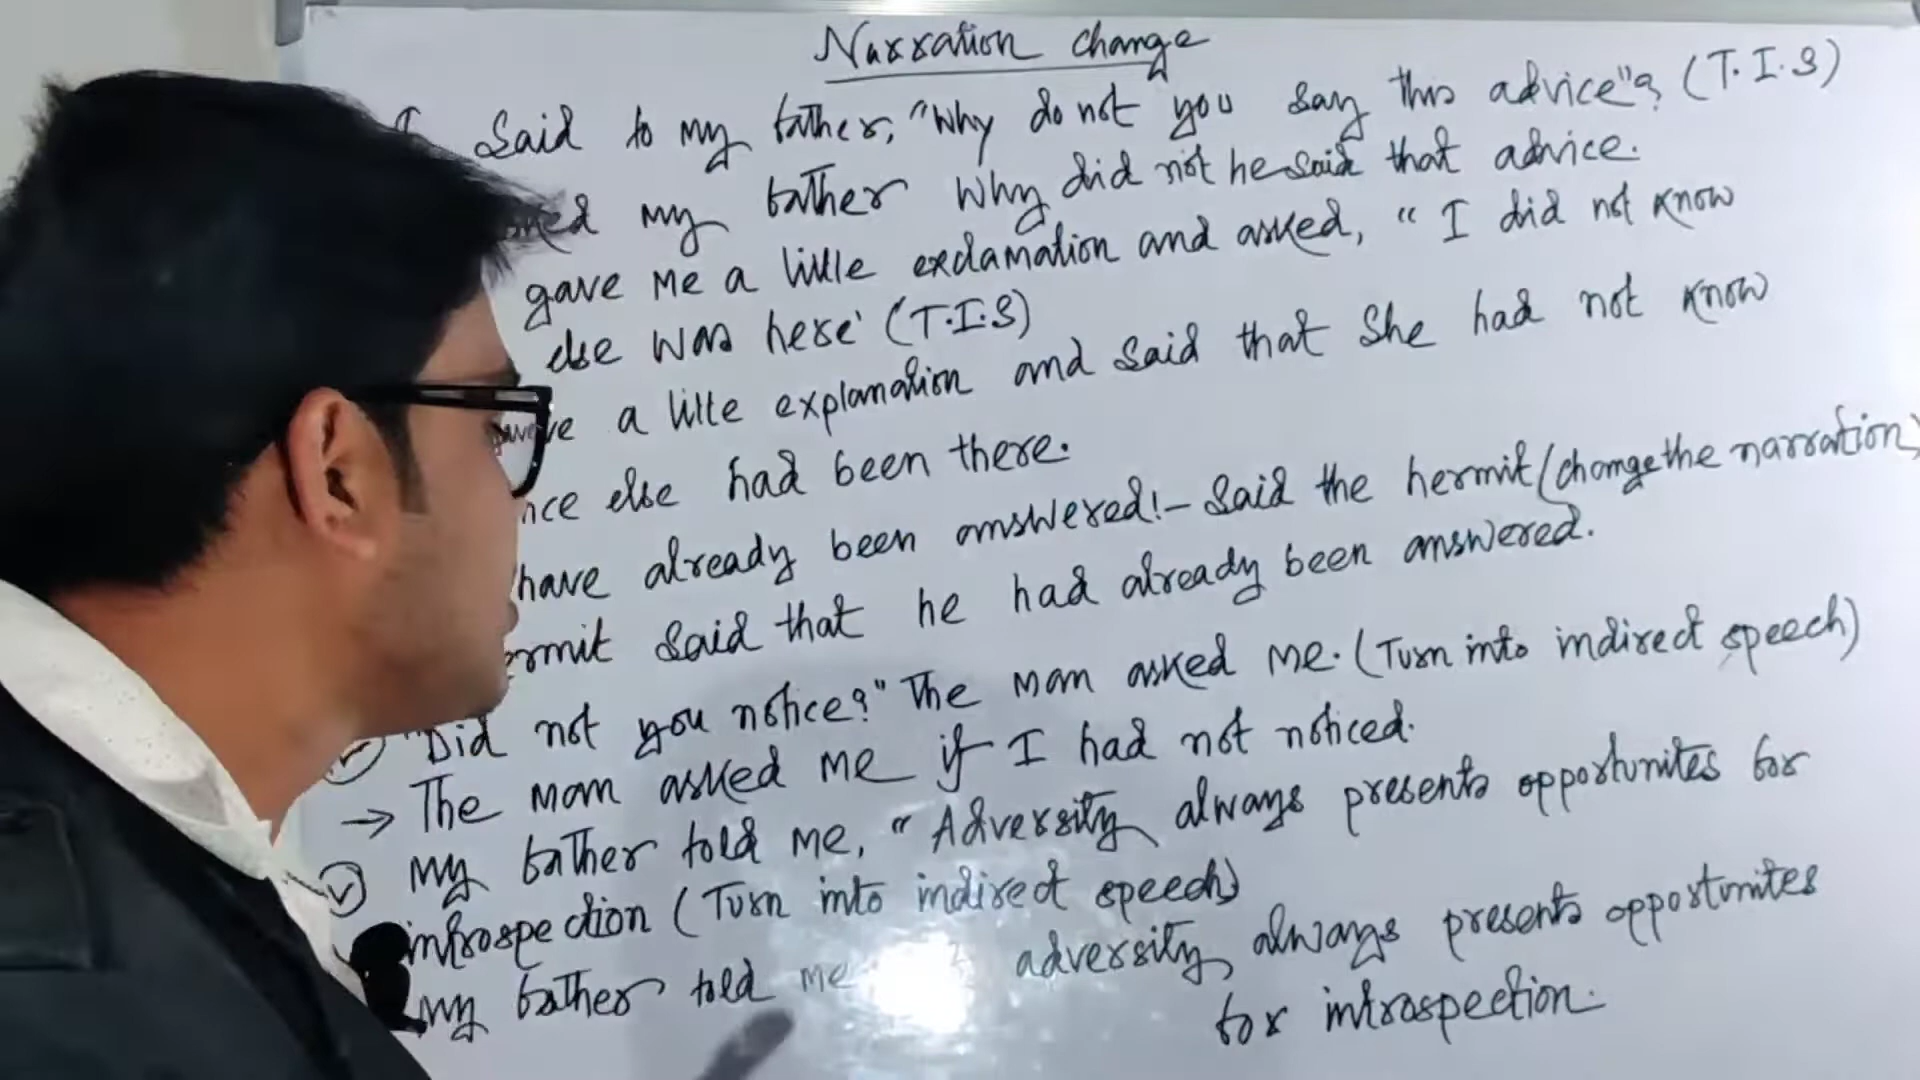 Narration change
I said to my father, "Why do not you say this advice"? (T.I.S)
my father why did not he said that advice.
gave me a little exclamation and asked, "I did not know
else was here' (T.I.S)
a litte explanation and said that She had not know
else had been there.
have already been answered!- Said the hermit (change the narration)
said that he had already been answered.
"Did not you notice?" The man asked me. (Turn into indirect speech)
→ The man asked me if I had not noticed.
v) My father told me, "Adversity always presents opportunites for
introspection (Turn into indirect speech)
My father told me adversity always presents opportunites
for introspection.